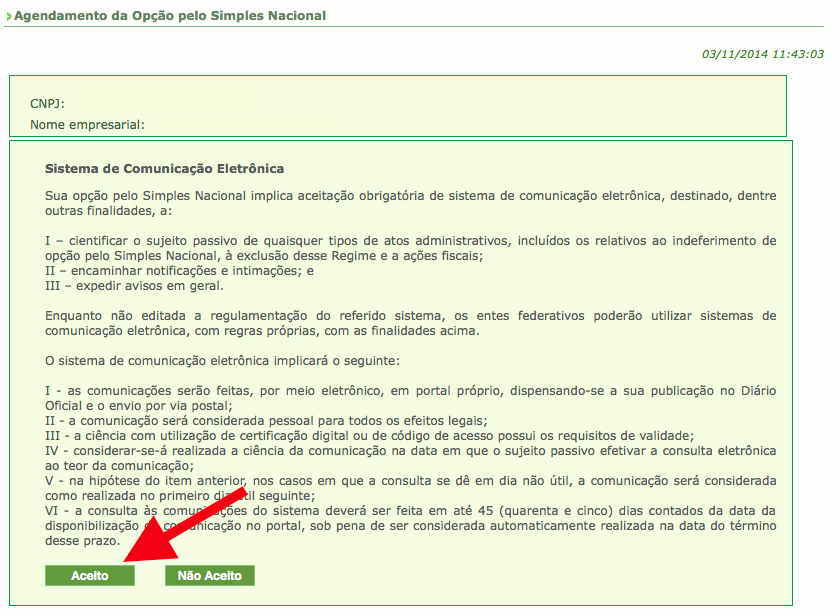 Agendamento da Opção pelo Simples Nacional
03/11/2014 11:43:03
CNPJ:
Nome empresarial:
Sistema de Comunicação Eletrônica
Sua opção pelo Simples Nacional implica aceitação obrigatória de sistema de comunicação eletrônica, destinado, dentre
outras finalidades, a:
I – cientificar o sujeito passivo de quaisquer tipos de atos administrativos, incluídos os relativos ao indeferimento de
opção pelo Simples Nacional, à exclusão desse Regime e a ações fiscais;
II – encaminhar notificações e intimações; e
III – expedir avisos em geral.
Enquanto não editada a regulamentação do referido sistema, os entes federativos poderão utilizar sistemas de
comunicação eletrônica, com regras próprias, com as finalidades acima.
O sistema de comunicação eletrônica implicará o seguinte:
I - as comunicações serão feitas, por meio eletrônico, em portal próprio, dispensando-se a sua publicação no Diário
Oficial e o envio por via postal;
II - a comunicação será considerada pessoal para todos os efeitos legais;
III - a ciência com utilização de certificação digital ou de código de acesso possui os requisitos de validade;
IV - considerar-se-á realizada a ciência da comunicação na data em que o sujeito passivo efetivar a consulta eletrônica
ao teor da comunicação;
V - na hipótese do item anterior, nos casos em que a consulta se dê em dia não útil, a comunicação será considerada
como realizada no primeiro dia útil seguinte;
VI - a consulta às comunicações do sistema deverá ser feita em até 45 (quarenta e cinco) dias contados da data da
disponibilização da comunicação no portal, sob pena de ser considerada automaticamente realizada na data do término
desse prazo.
Aceito Não Aceito